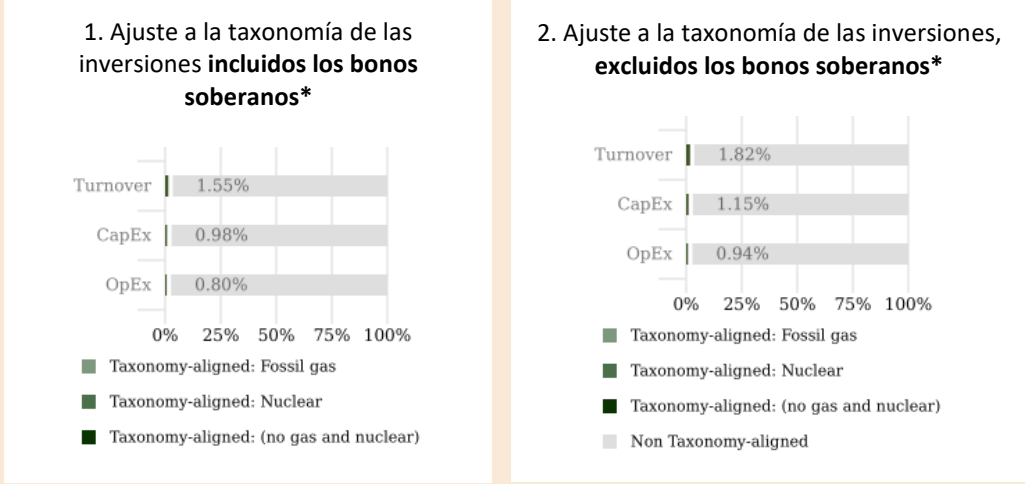 1. Ajuste a la taxonomía de las
inversiones incluidos los bonos
soberanos*
Turnover 1.55%
CapEx 0.98%
OpEx 0.80%
0% 25% 50% 75% 100%
Taxonomy-aligned: Fossil gas
Taxonomy-aligned: Nuclear
Taxonomy-aligned: (no gas and nuclear)
2. Ajuste a la taxonomía de las inversiones,
excluidos los bonos soberanos*
Turnover 1.82%
CapEx 1.15%
OpEx 0.94%
0% 25% 50% 75% 100%
Taxonomy-aligned: Fossil gas
Taxonomy-aligned: Nuclear
Taxonomy-aligned: (no gas and nuclear)
Non Taxonomy-aligned